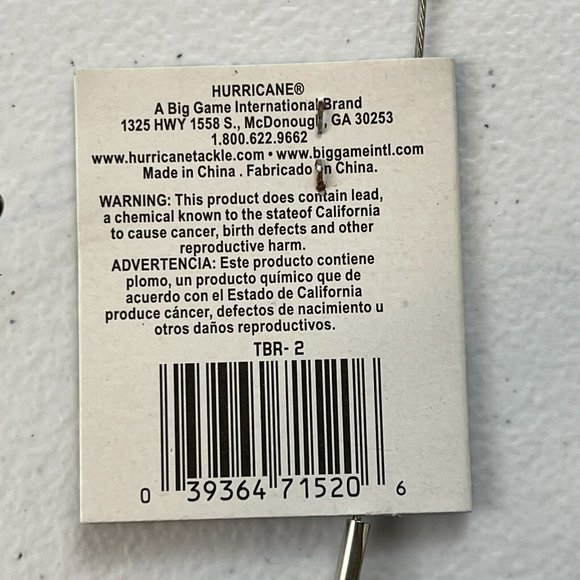 HURRICANE®
A Big Game International Brand
1325 HWY 1558 S., McDonough, GA 30253
1.800.622.9662
www.hurricanetackle.com • www.biggameintl.com
Made in China . Fabricado in China.
WARNING: This product does contain lead,
a chemical known to the stateof California
to cause cancer, birth defects and other
reproductive harm.
ADVERTENCIA: Este producto contiene
plomo, un producto químico que de
acuerdo con el Estado de California
produce cáncer, defectos de nacimiento u
otros daños reproductivos.
TBR- 2
0 39364 71520 6